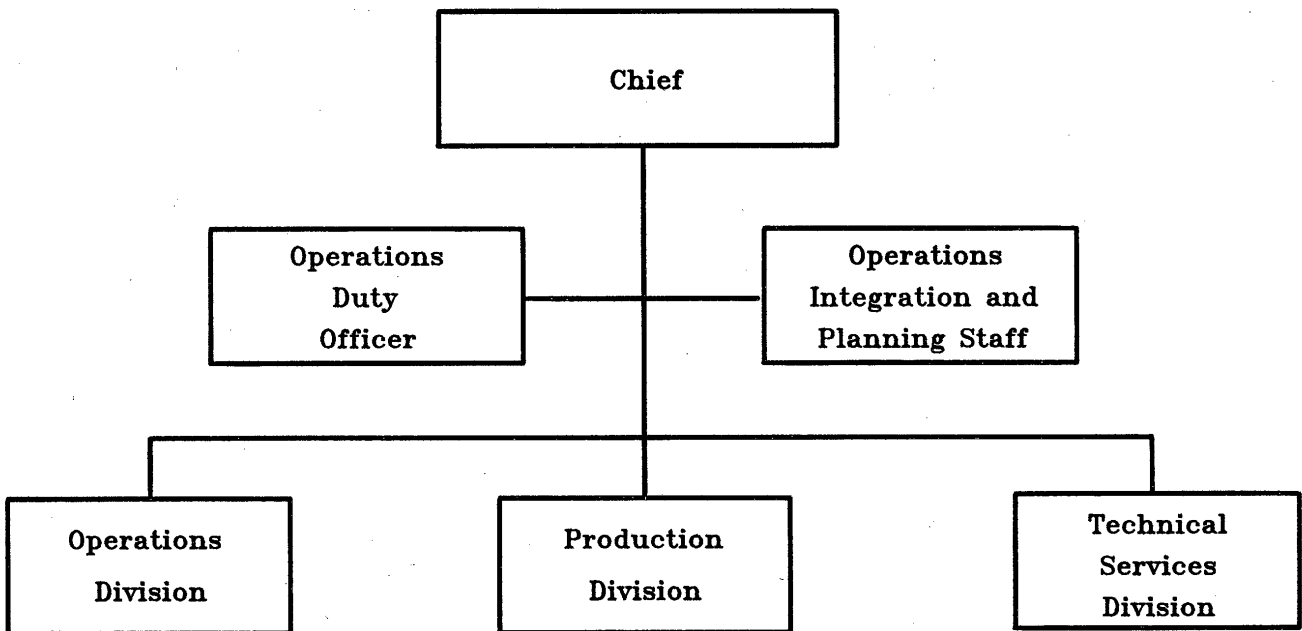 Chief
Operations
Duty
Officer
Operations
Integration and
Planning Staff
Operations
Division
Production
Division
Technical
Services
Division